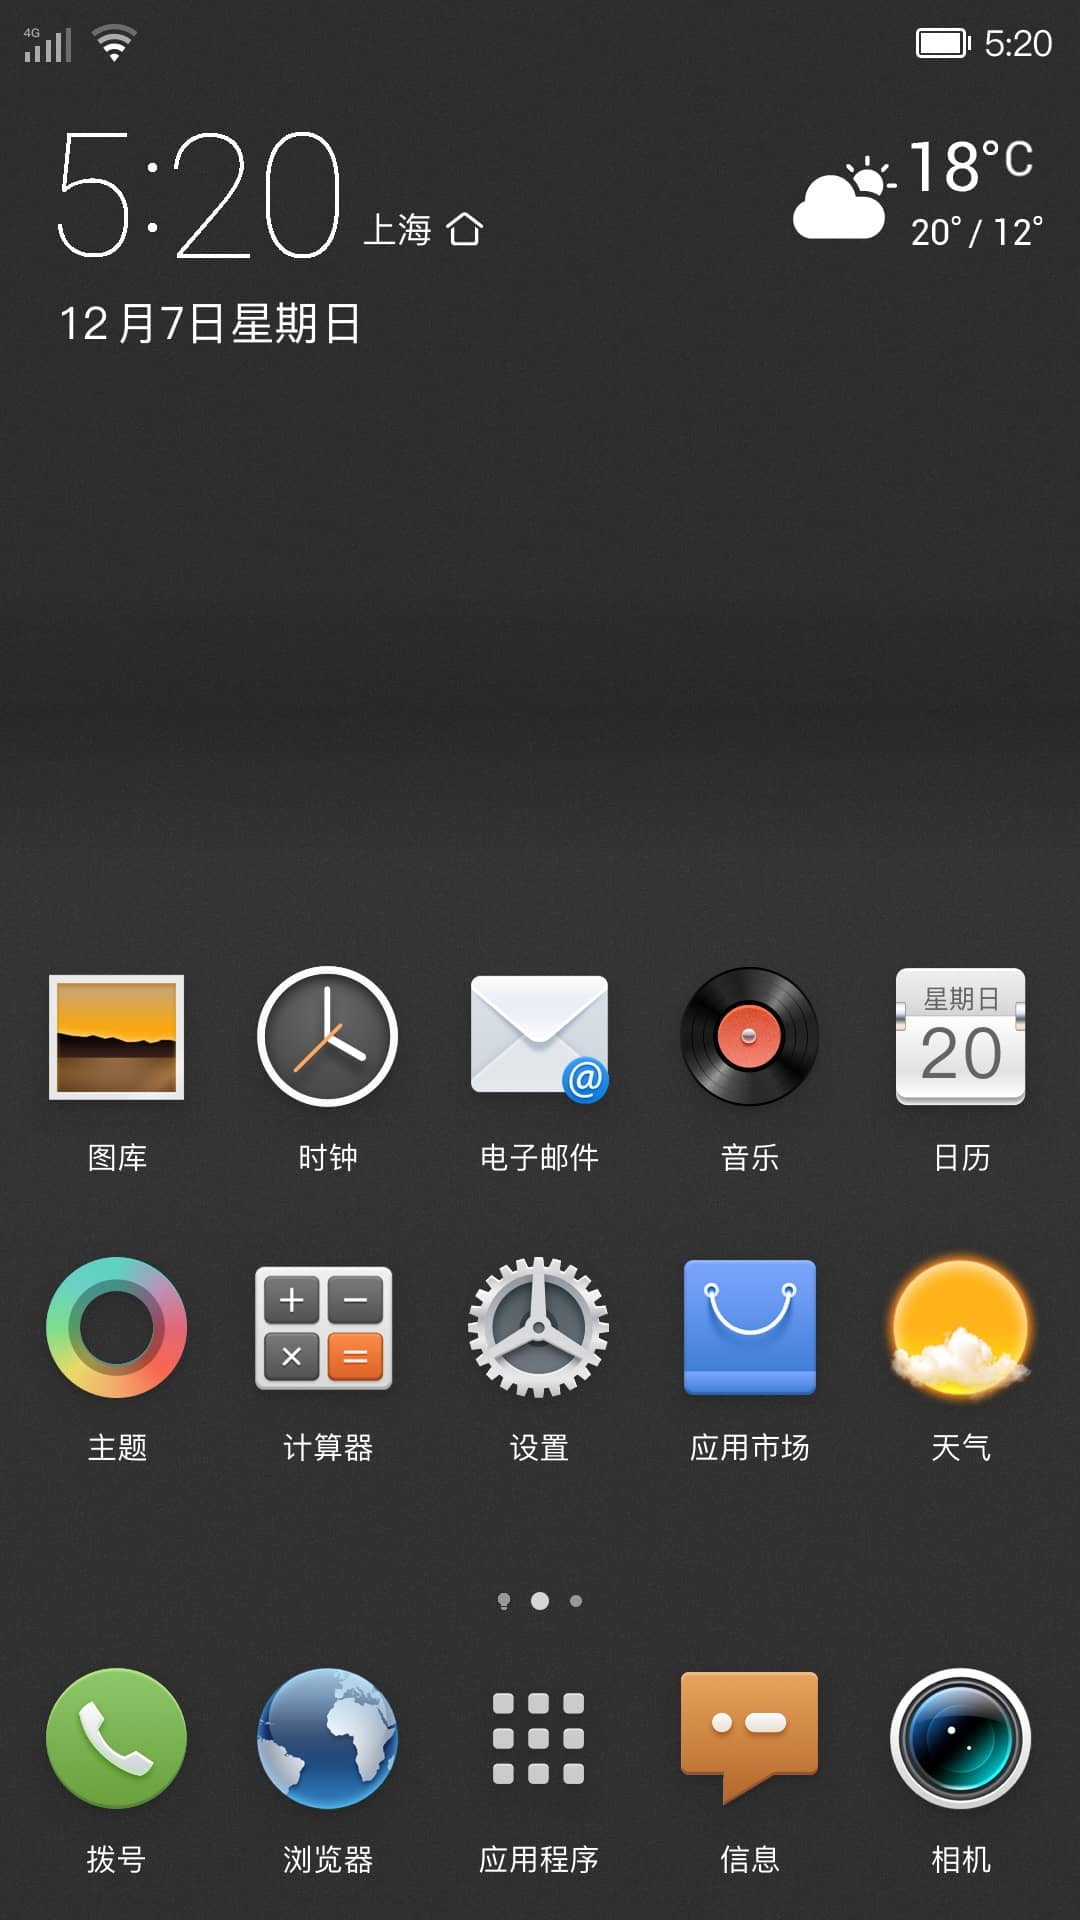 4G 5:20
5:20 上海
18°C
20°/ 12°
12月7日星期日
星期日
20
图库 时钟 电子邮件 音乐 日历
主题 计算器 设置 应用市场 天气
拨号 浏览器 应用程序 信息 相机